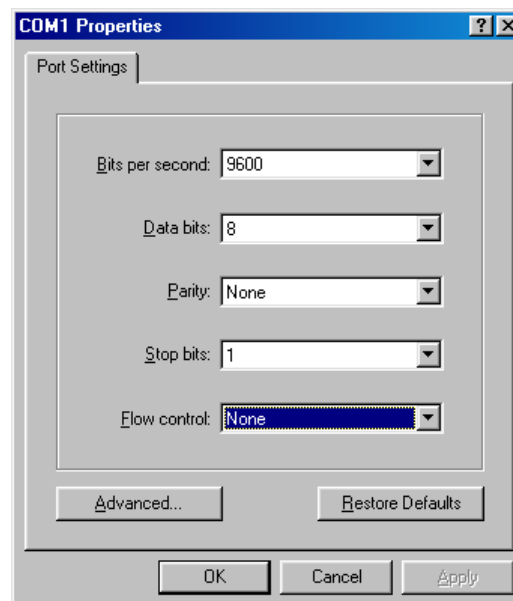 COM1 Properties
Port Settings
Bits per second: 9600
Data bits: 8
Parity: None
Stop bits: 1
Flow control: None
Advanced... Restore Defaults
OK Cancel Apply